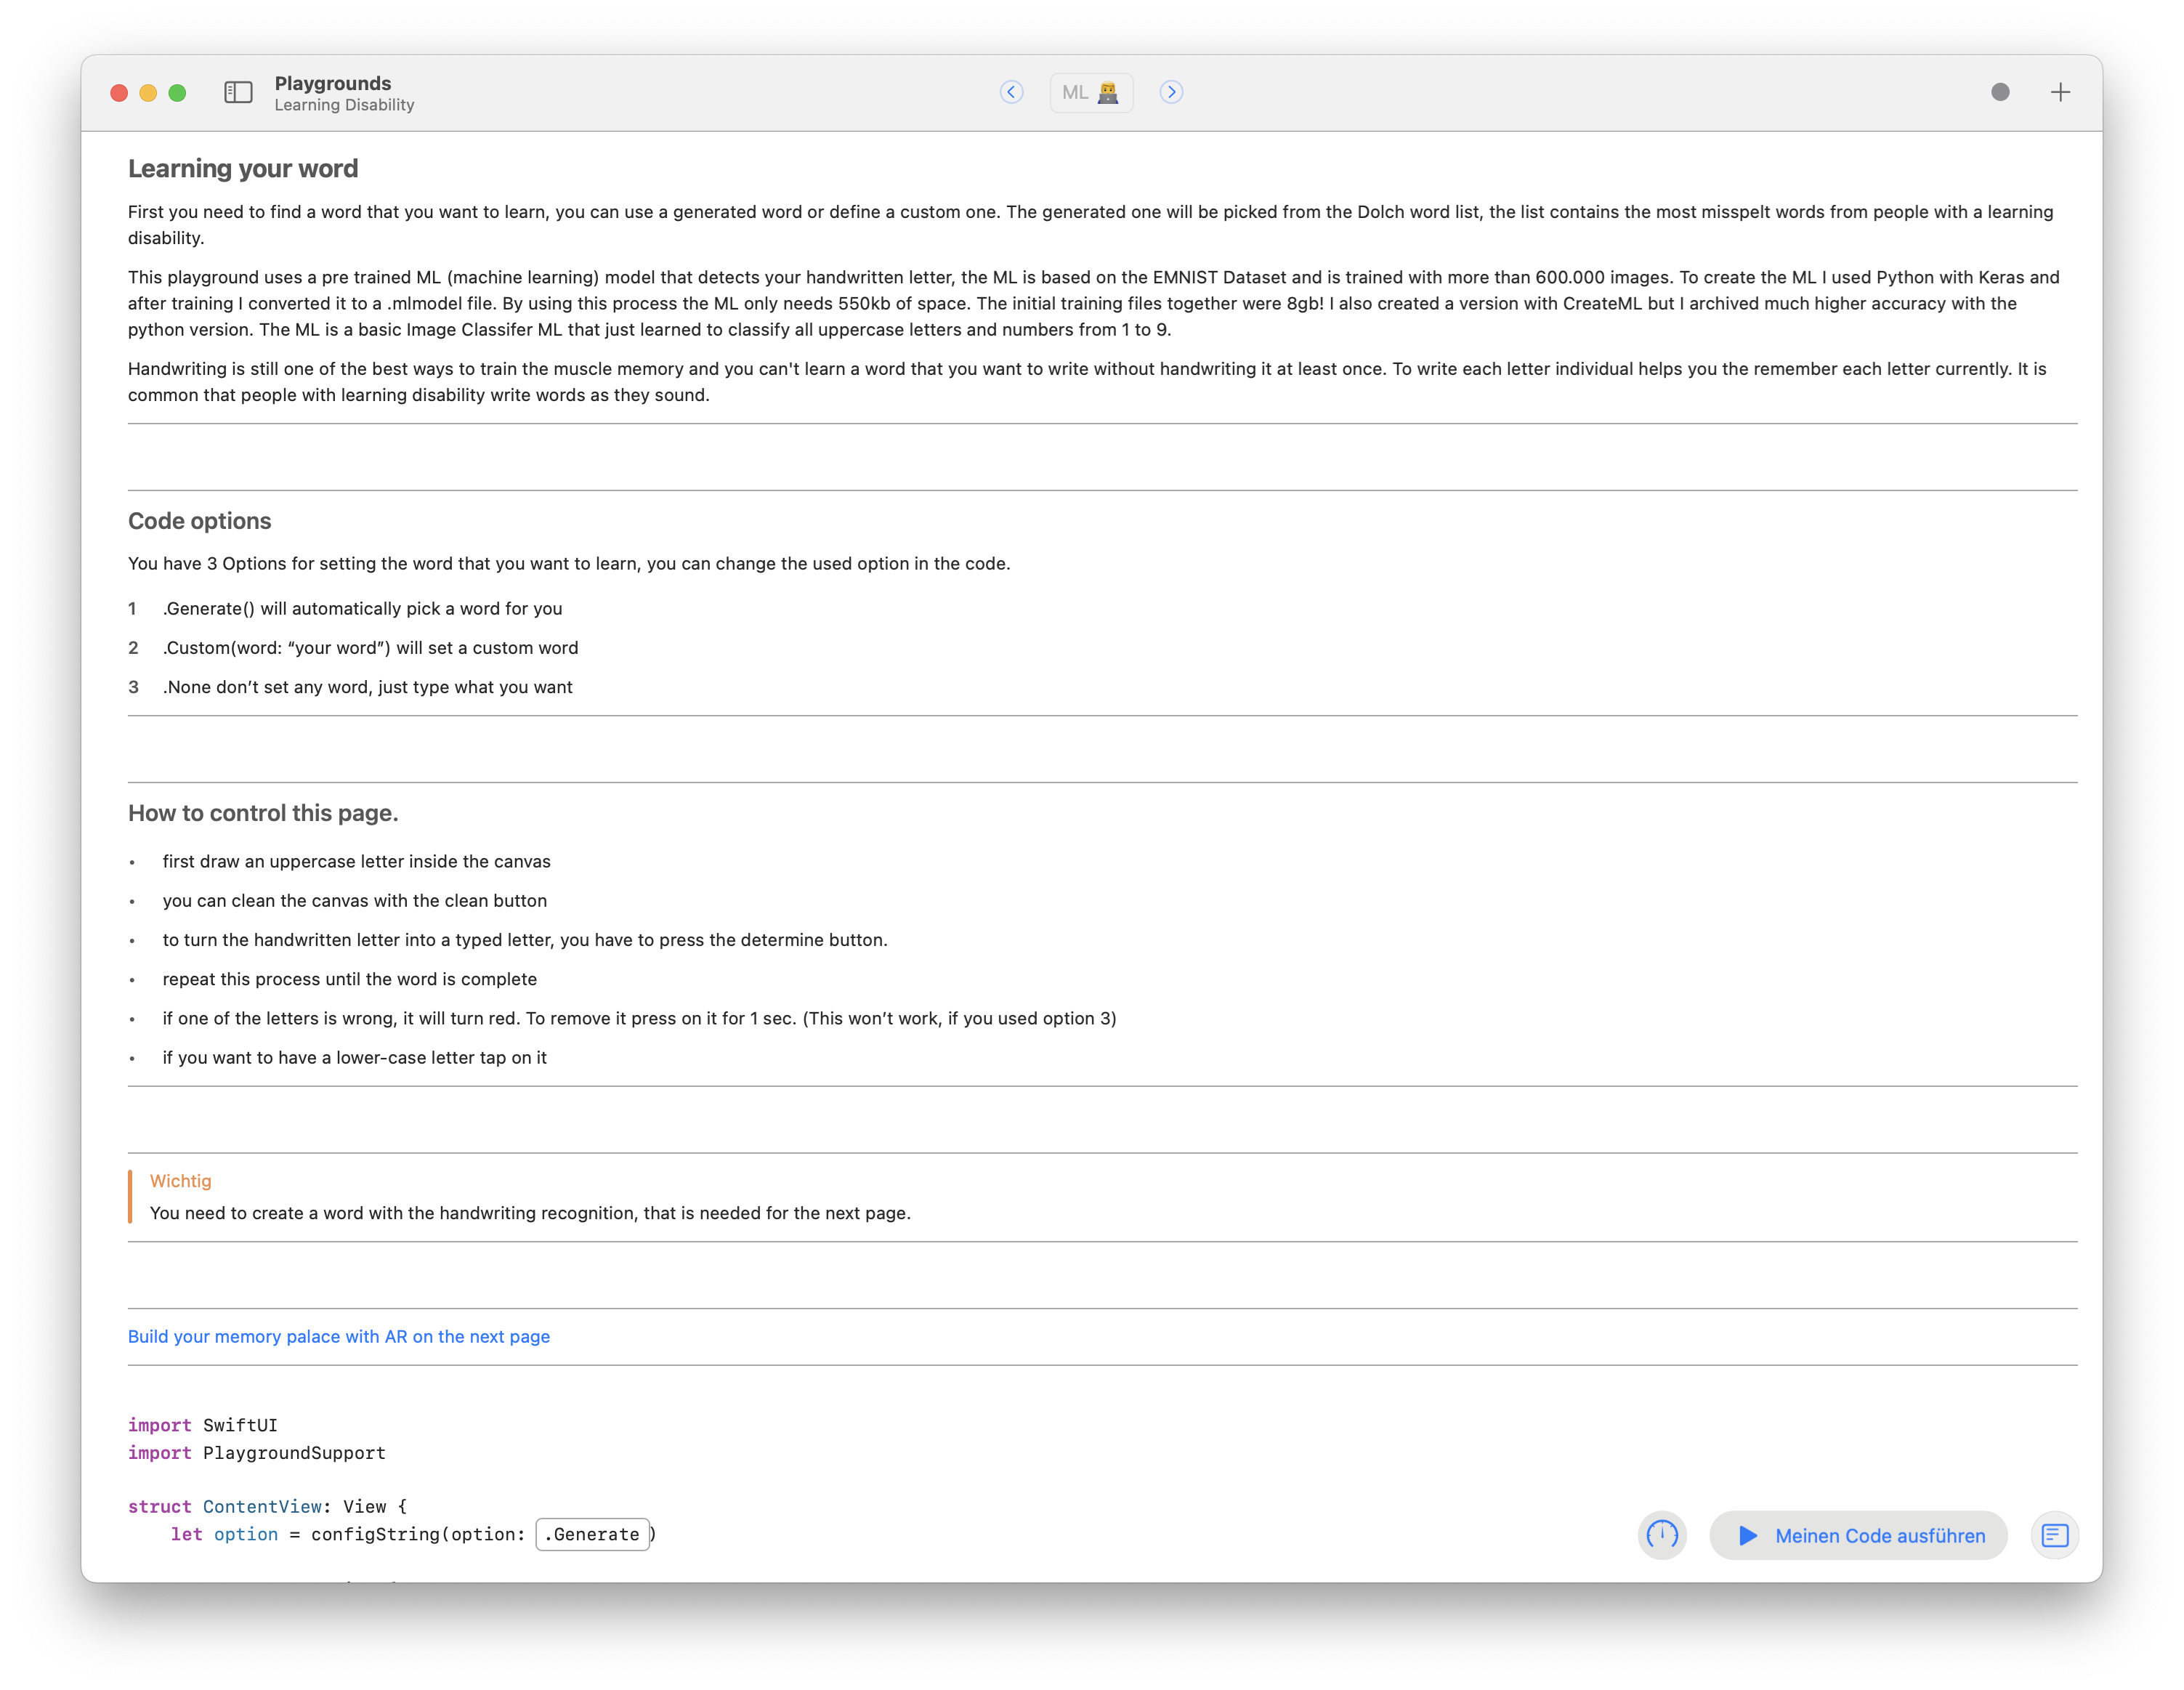 Playgrounds
Learning Disability
ML
Learning your word
First you need to find a word that you want to learn, you can use a generated word or define a custom one. The generated one will be picked from the Dolch word list, the list contains the most misspelt words from people with a learning
disability.
This playground uses a pre trained ML (machine learning) model that detects your handwritten letter, the ML is based on the EMNIST Dataset and is trained with more than 600.000 images. To create the ML I used Python with Keras and
after training I converted it to a .mlmodel file. By using this process the ML only needs 550kb of space. The initial training files together were 8gb! I also created a version with CreateML but I archived much higher accuracy with the
python version. The ML is a basic Image Classifer ML that just learned to classify all uppercase letters and numbers from 1 to 9.
Handwriting is still one of the best ways to train the muscle memory and you can't learn a word that you want to write without handwriting it at least once. To write each letter individual helps you the remember each letter currently. It is
common that people with learning disability write words as they sound.
Code options
You have 3 Options for setting the word that you want to learn, you can change the used option in the code.
1 .Generate() will automatically pick a word for you
2 .Custom(word: “your word”) will set a custom word
3 .None don’t set any word, just type what you want
How to control this page.
• first draw an uppercase letter inside the canvas
• you can clean the canvas with the clean button
• to turn the handwritten letter into a typed letter, you have to press the determine button.
• repeat this process until the word is complete
• if one of the letters is wrong, it will turn red. To remove it press on it for 1 sec. (This won’t work, if you used option 3)
• if you want to have a lower-case letter tap on it
Wichtig
You need to create a word with the handwriting recognition, that is needed for the next page.
Build your memory palace with AR on the next page
import SwiftUI
import PlaygroundSupport
struct ContentView: View {
let option = configString(option: .Generate)
Meinen Code ausführen